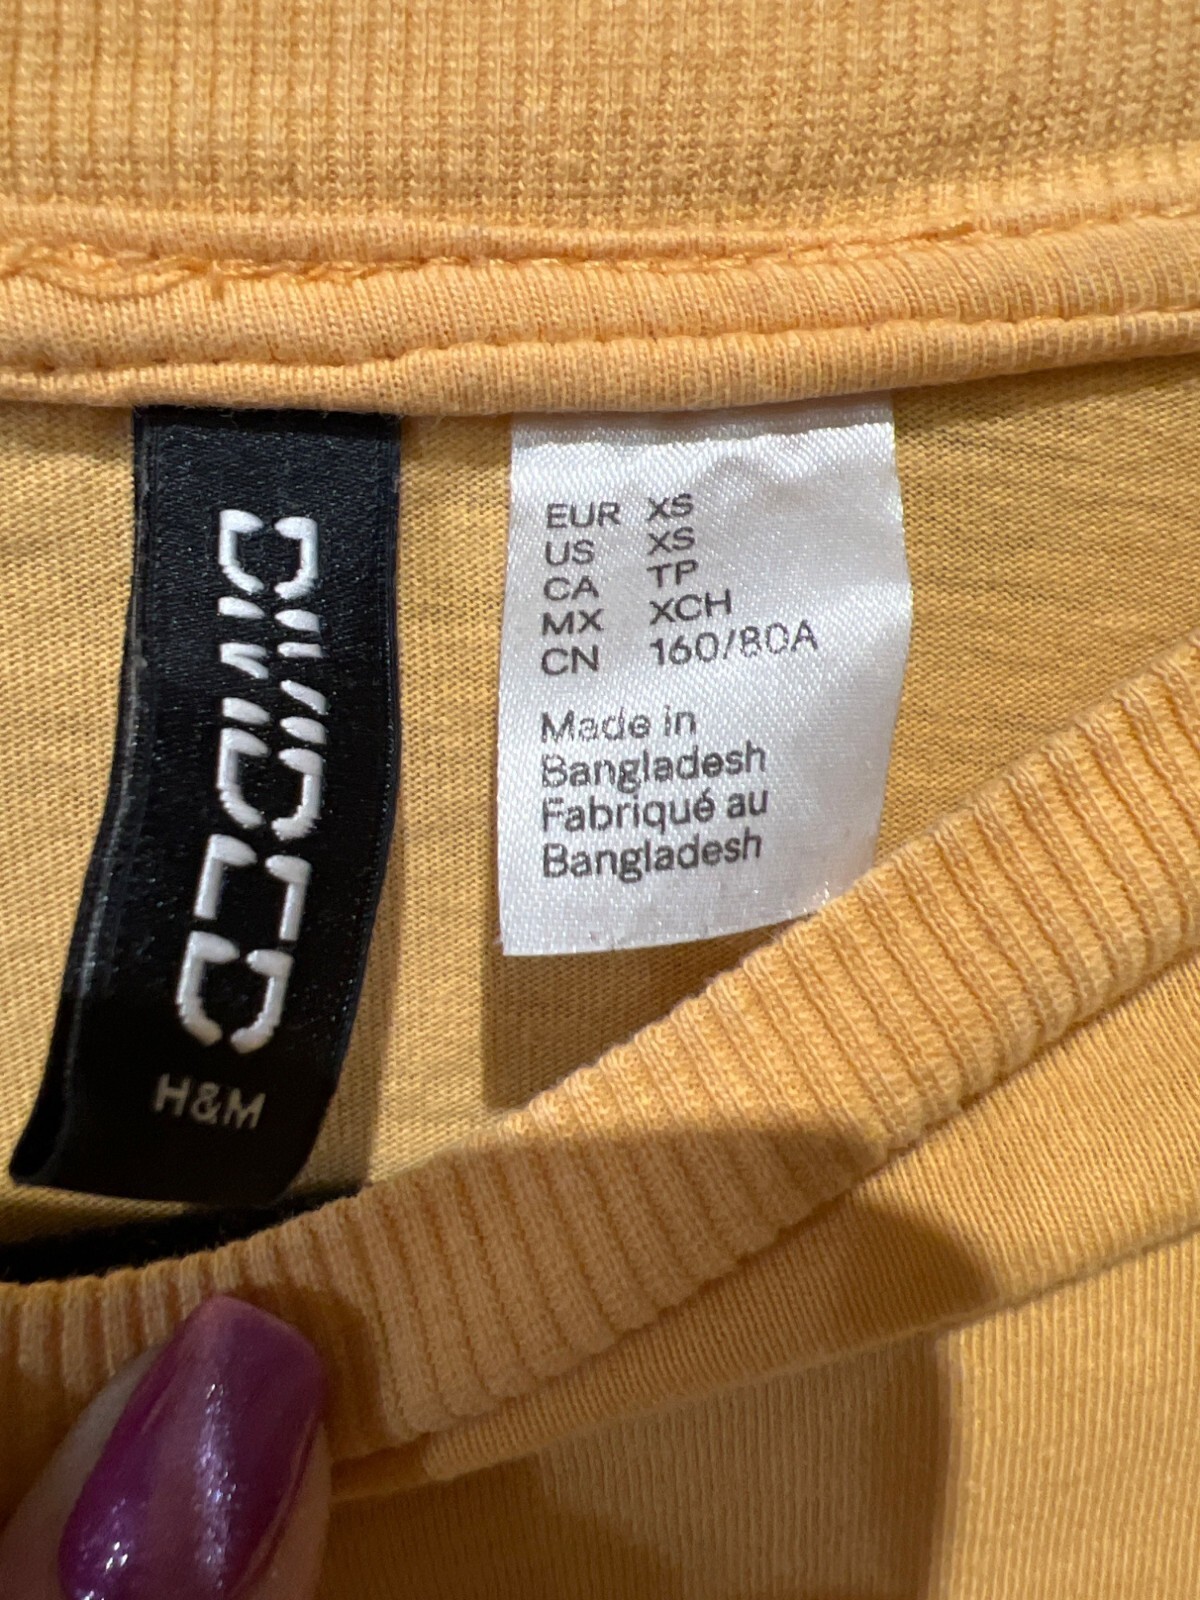 DIVIDED
H&M
EUR XS
US XS
CA TP
MX XCH
CN 160/80A
Made in
Bangladesh
Fabriqué au
Bangladesh